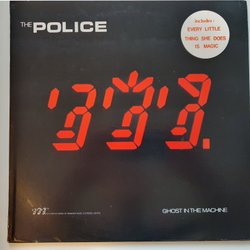 THE POLICE
includes:
EVERY LITTLE
THING SHE DOES
IS MAGIC
GHOST IN THE MACHINE